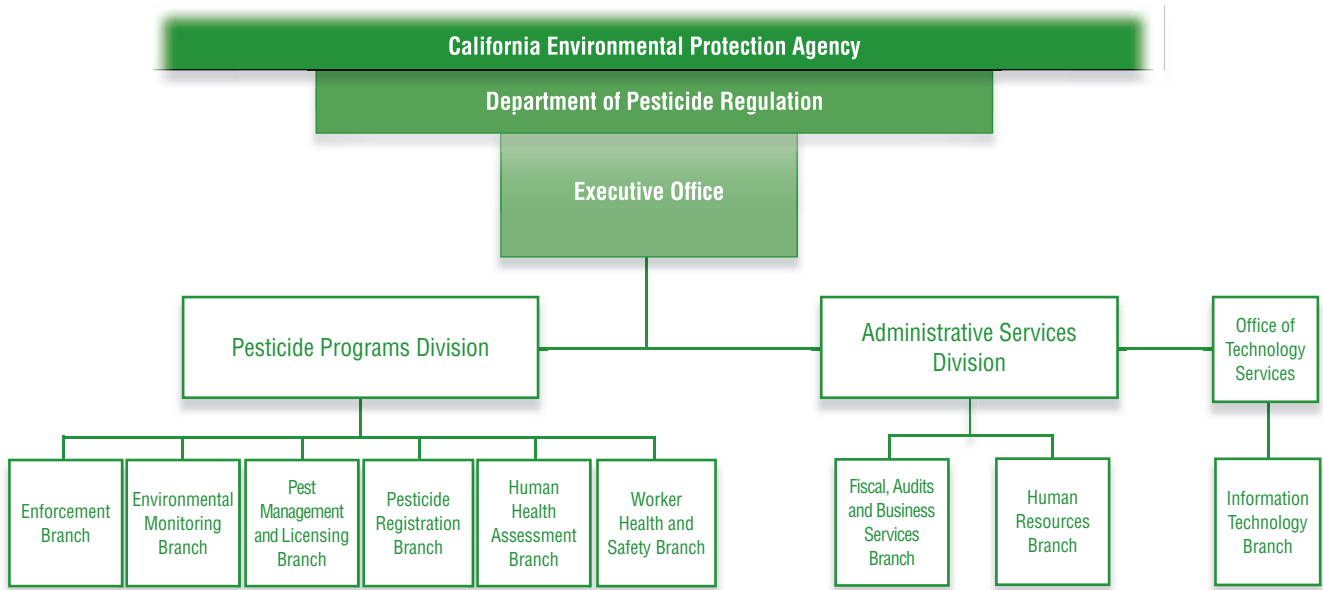 California Environmental Protection Agency
Department of Pesticide Regulation
Executive Office
Pesticide Programs Division
Administrative Services
Division
Office of
Technology
Services
Enforcement
Branch
Environmental
Monitoring
Branch
Pest
Management
and Licensing
Branch
Pesticide
Registration
Branch
Human
Health
Assessment
Branch
Worker
Health and
Safety Branch
Fiscal, Audits
and Business
Services
Branch
Human
Resources
Branch
Information
Technology
Branch